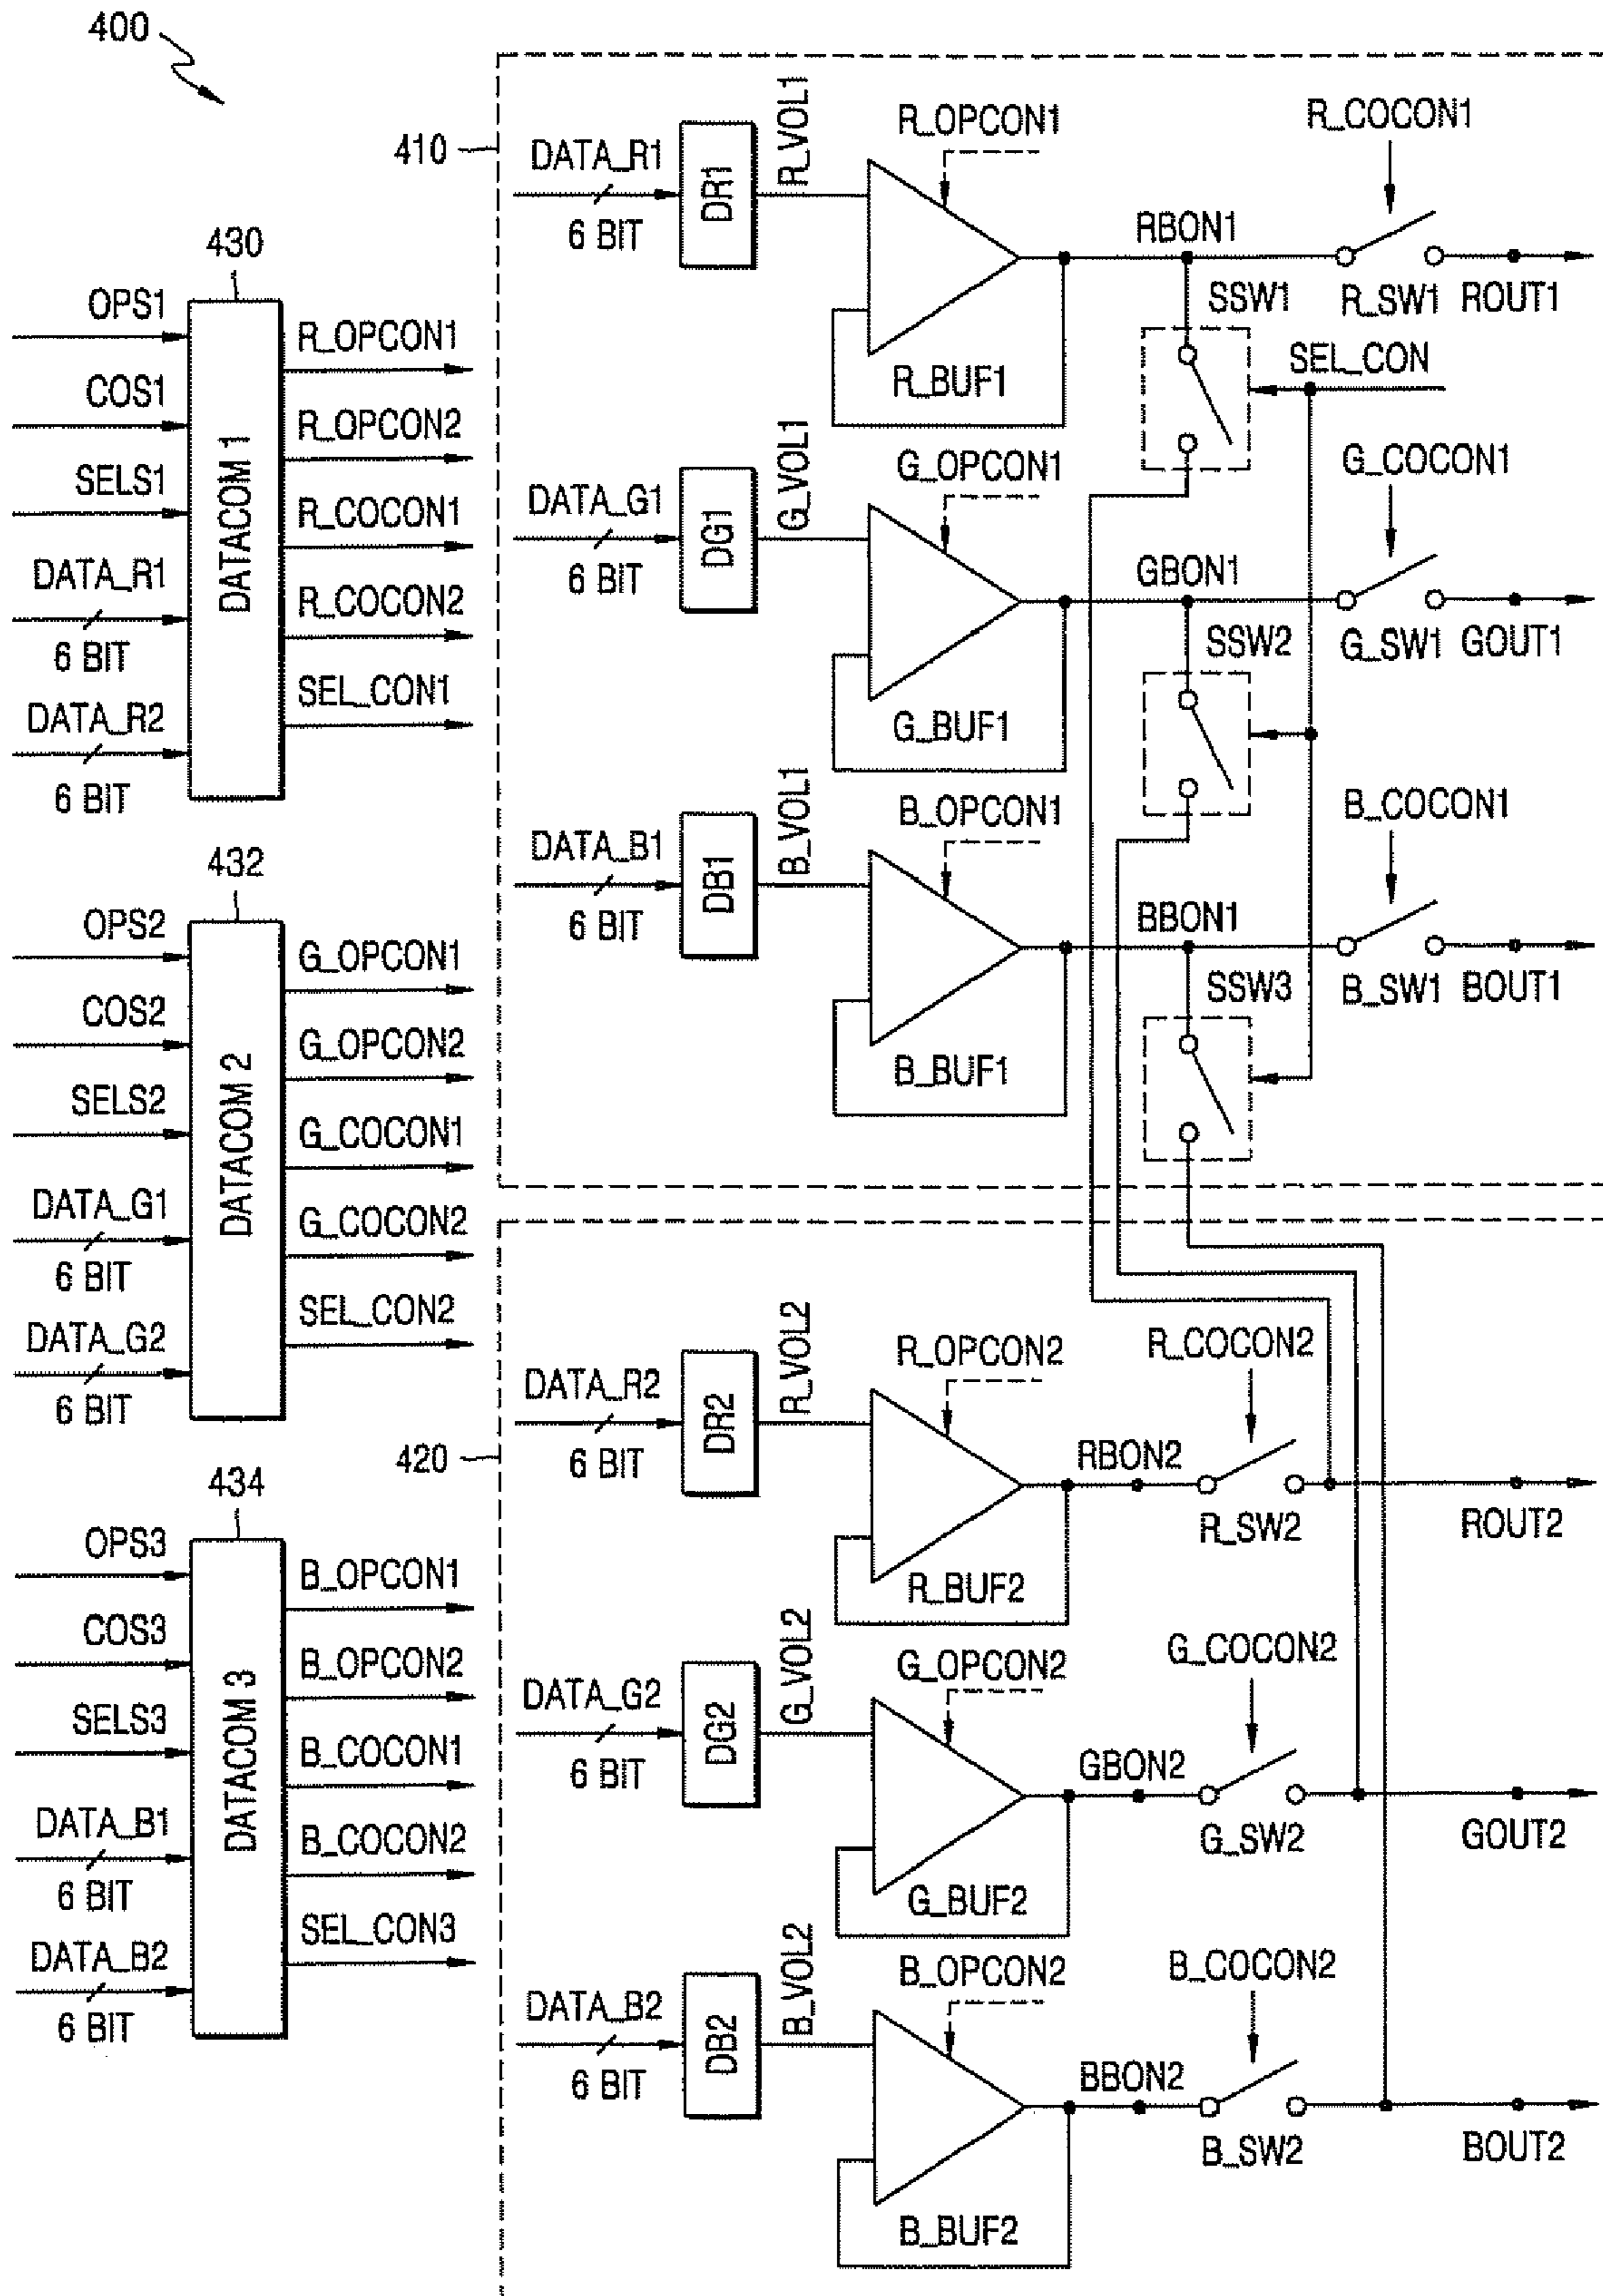 400
430
OPS1
COS1
SELS1
DATA_R1
6 BIT
DATA_R2
6 BIT
DATACOM 1
R_OPCON1
R_OPCON2
R_COCON1
R_COCON2
SEL_CON1
432
OPS2
COS2
SELS2
DATA_G1
6 BIT
DATA_G2
6 BIT
DATACOM 2
G_OPCON1
G_OPCON2
G_COCON1
G_COCON2
SEL_CON2
434
OPS3
COS3
SELS3
DATA_B1
6 BIT
DATA_B2
6 BIT
DATACOM 3
B_OPCON1
B_OPCON2
B_COCON1
B_COCON2
SEL_CON3
410
DATA_R1
6 BIT
DR1
R_VOL1
R_OPCON1
R_BUF1
RBON1
R_COCON1
SSW1
R_SW1
ROUT1
SEL_CON
DATA_G1
6 BIT
DG1
G_VOL1
G_OPCON1
G_BUF1
GBON1
G_COCON1
SSW2
G_SW1
GOUT1
DATA_B1
6 BIT
DB1
B_VOL1
B_OPCON1
B_BUF1
BBON1
B_COCON1
SSW3
B_SW1
BOUT1
420
DATA_R2
6 BIT
DR2
R_VOL2
R_OPCON2
R_BUF2
RBON2
R_COCON2
R_SW2
ROUT2
DATA_G2
6 BIT
DG2
G_VOL2
G_OPCON2
G_BUF2
GBON2
G_COCON2
G_SW2
GOUT2
DATA_B2
6 BIT
DB2
B_VOL2
B_OPCON2
B_BUF2
BBON2
B_COCON2
B_SW2
BOUT2